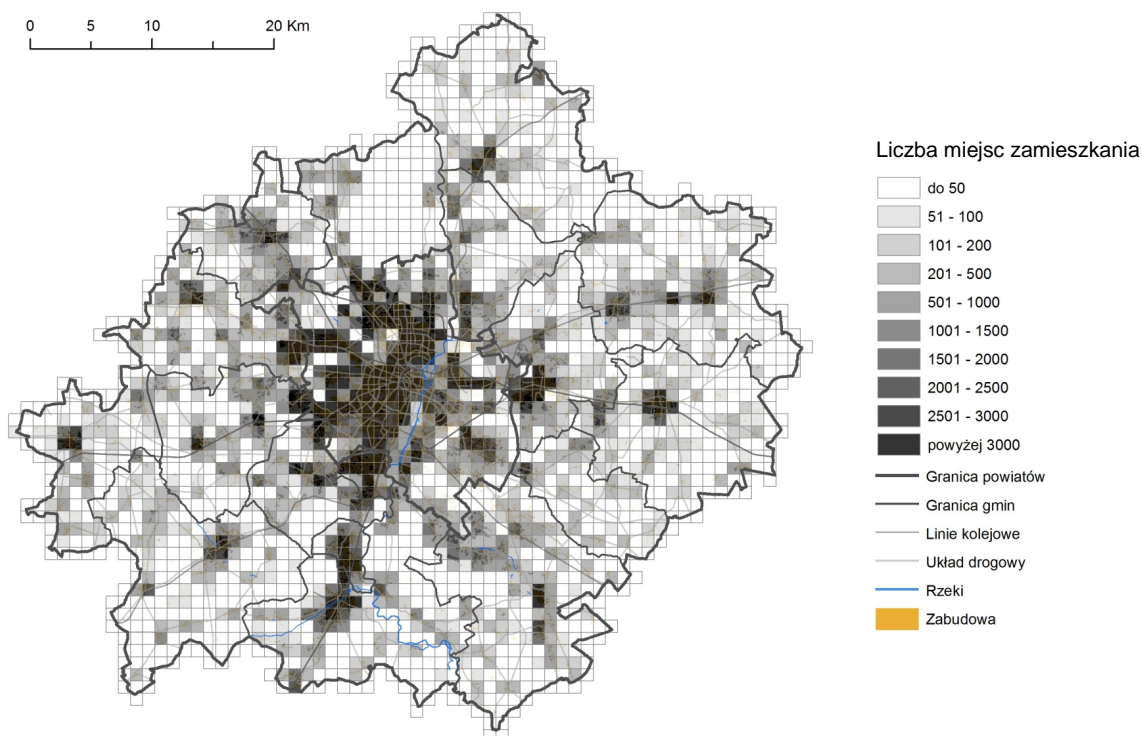 0 5 10 20 Km
Liczba miejsc zamieszkania
do 50
51 - 100
101 - 200
201 - 500
501 - 1000
1001 - 1500
1501 - 2000
2001 - 2500
2501 - 3000
powyżej 3000
Granica powiatów
Granica gmin
Linie kolejowe
Układ drogowy
Rzeki
Zabudowa